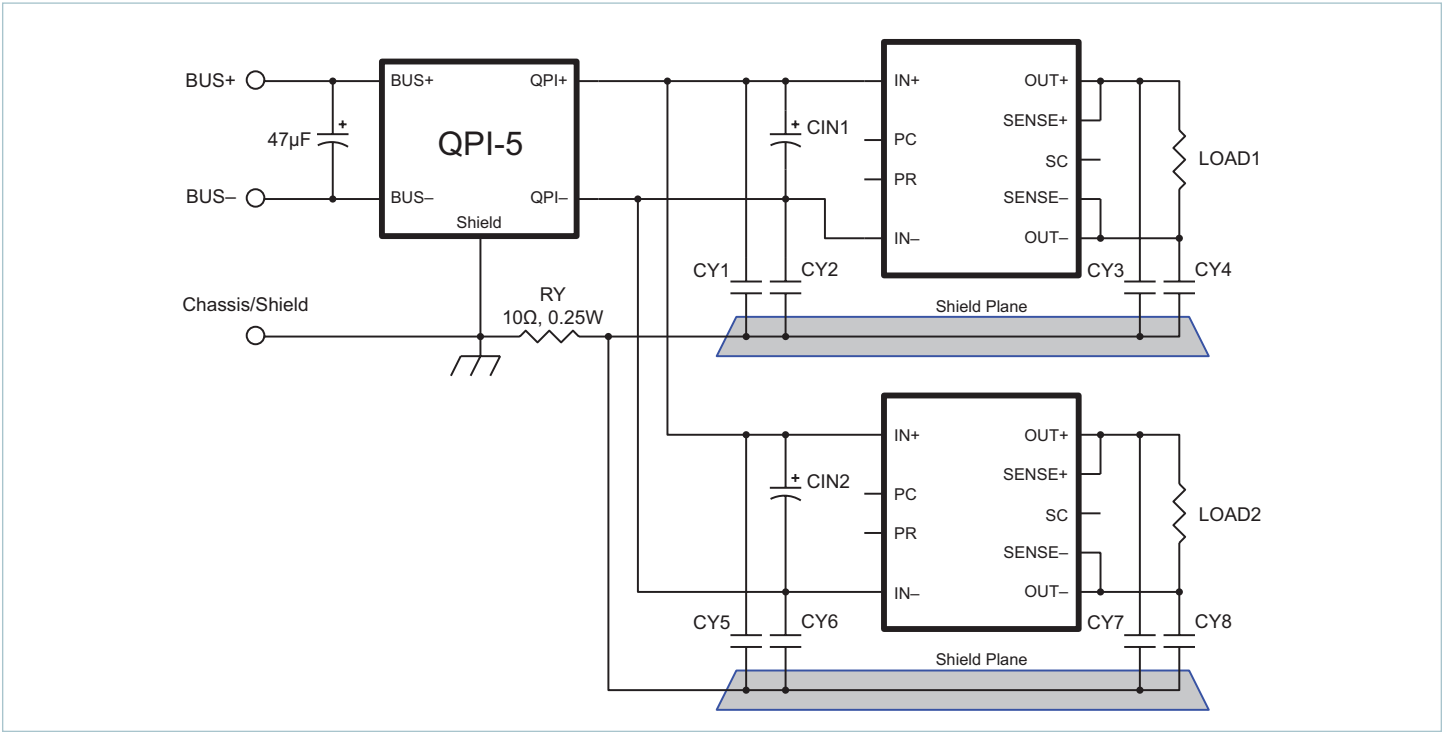 BUS+
47µF
+
BUS–
BUS+
QPI+
QPI-5
BUS–
QPI–
Shield
Chassis/Shield
RY
10Ω, 0.25W
+ CIN1
CY1
CY2
IN+
OUT+
SENSE+
PC
SC
PR
SENSE–
IN–
OUT–
LOAD1
CY3
CY4
Shield Plane
+ CIN2
CY5
CY6
IN+
OUT+
SENSE+
PC
SC
PR
SENSE–
IN–
OUT–
LOAD2
CY7
CY8
Shield Plane